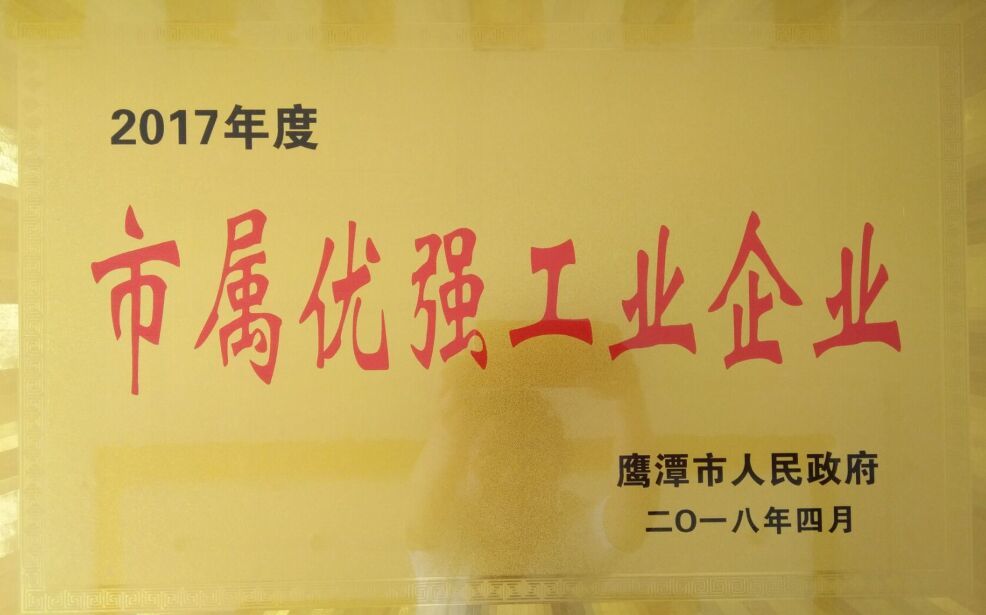 2017年度
市属优强工业企业
鹰潭市人民政府
二〇一八年四月